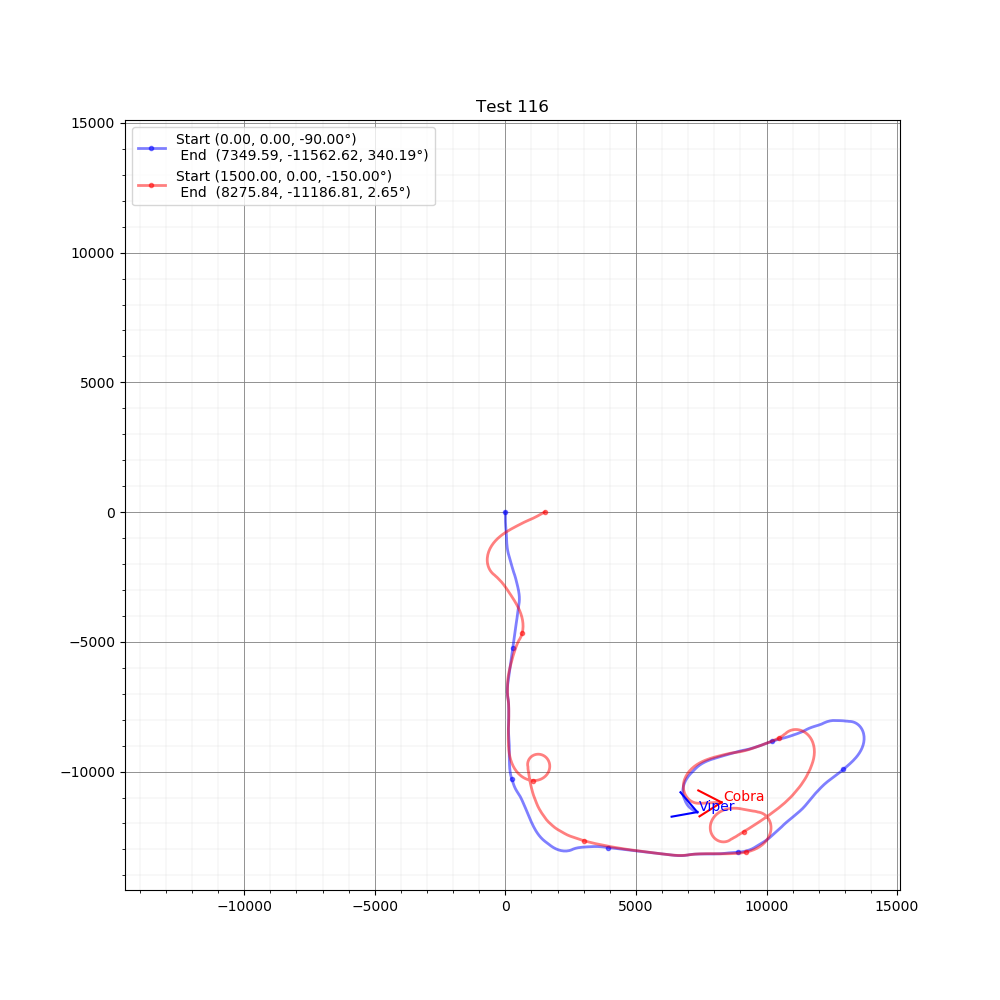 Test 116
Start (0.00, 0.00, -90.00°)
End  (7349.59, -11562.62, 340.19°)
Start (1500.00, 0.00, -150.00°)
End  (8275.84, -11186.81, 2.65°)
15000
10000
5000
0
−5000
−10000
Cobra
Viper
−10000
−5000
0
5000
10000
15000